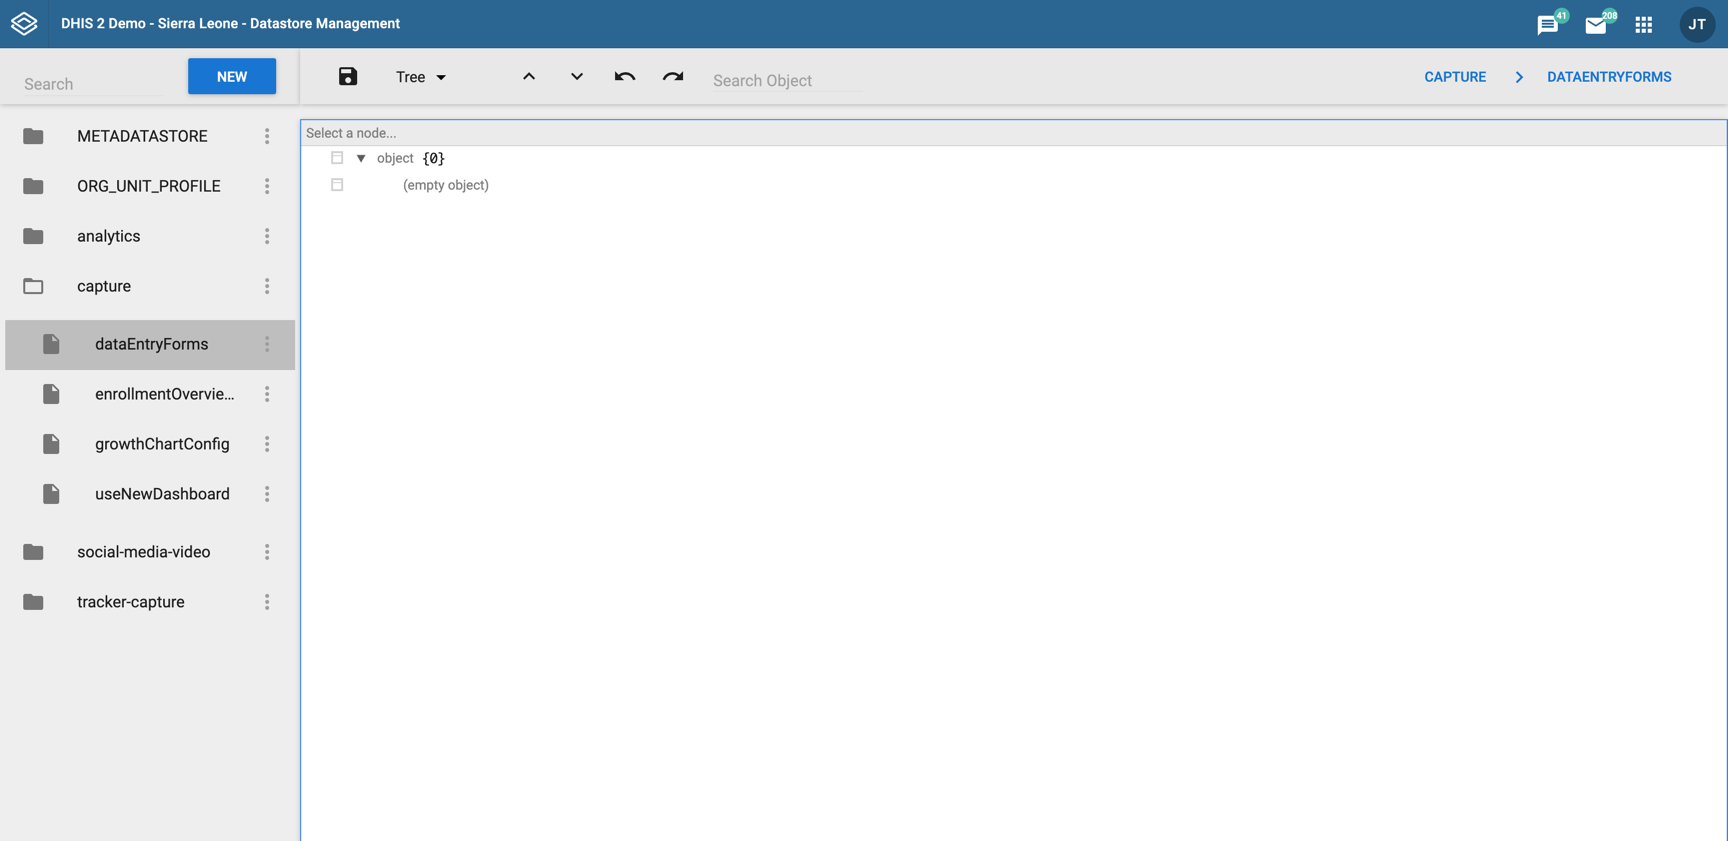 DHIS 2 Demo - Sierra Leone - Datastore Management
41
208
JT
Search
NEW
Tree
Search Object
CAPTURE
DATAENTRYFORMS
METADATASTORE
ORG_UNIT_PROFILE
analytics
capture
dataEntryForms
enrollmentOvervie...
growthChartConfig
useNewDashboard
social-media-video
tracker-capture
Select a node...
object {0}
(empty object)